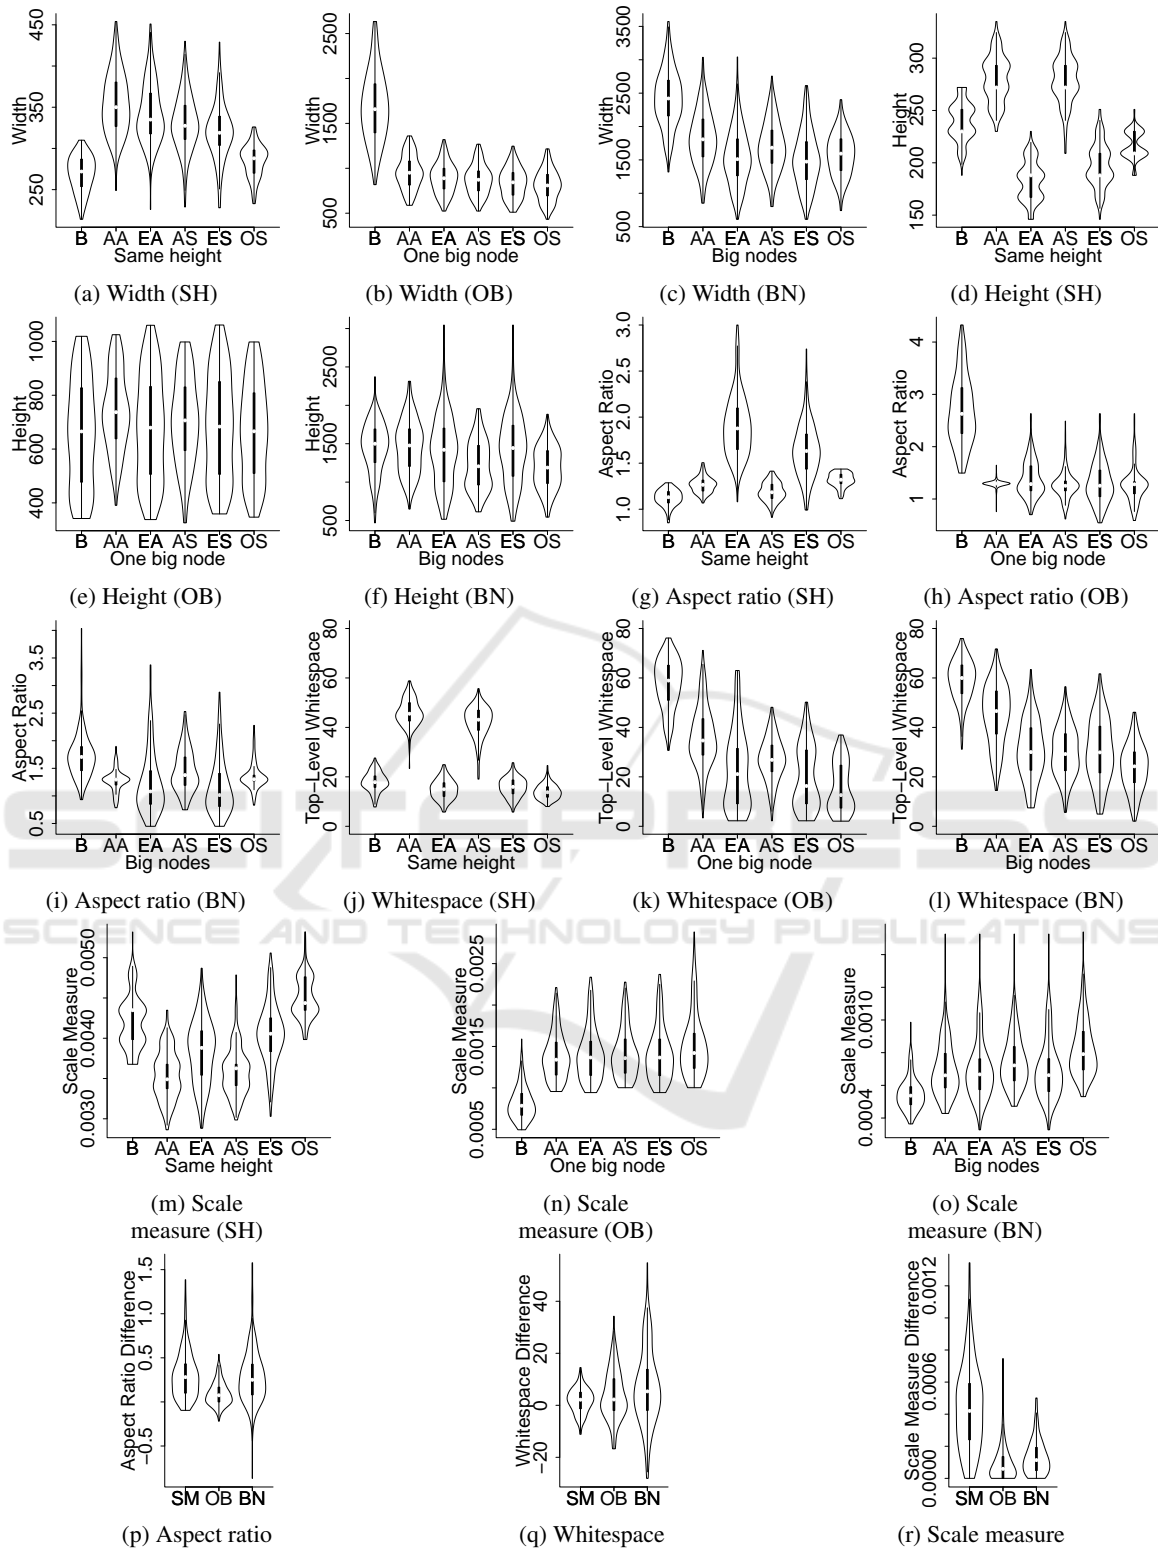 450
350
250
Width
B AA EA AS ES OS
Same height
(a) Width (SH)
2500
1500
500
Width
B AA EA AS ES OS
One big node
(b) Width (OB)
3500
2500
1500
500
Width
B AA EA AS ES OS
Big nodes
(c) Width (BN)
300
250
200
150
Height
B AA EA AS ES OS
Same height
(d) Height (SH)
1000
800
600
400
Height
B AA EA AS ES OS
One big node
(e) Height (OB)
2500
1500
500
Height
B AA EA AS ES OS
Big nodes
(f) Height (BN)
3.0
2.5
2.0
1.5
1.0
Aspect Ratio
B AA EA AS ES OS
Same height
(g) Aspect ratio (SH)
4
3
2
1
Aspect Ratio
B AA EA AS ES OS
One big node
(h) Aspect ratio (OB)
3.5
2.5
1.5
0.5
Aspect Ratio
B AA EA AS ES OS
Big nodes
(i) Aspect ratio (BN)
80
60
40
20
0
Top-Level Whitespace
B AA EA AS ES OS
Same height
(j) Whitespace (SH)
80
60
40
20
0
Top-Level Whitespace
B AA EA AS ES OS
One big node
(k) Whitespace (OB)
80
60
40
20
0
Top-Level Whitespace
B AA EA AS ES OS
Big nodes
(l) Whitespace (BN)
SCITEPRESS
SCIENCE AND TECHNOLOGY PUBLICATIONS
0.0050
0.0040
0.0030
Scale Measure
B AA EA AS ES OS
Same height
(m) Scale
measure (SH)
0.0025
0.0015
0.0005
Scale Measure
B AA EA AS ES OS
One big node
(n) Scale
measure (OB)
0.0010
0.0004
Scale Measure
B AA EA AS ES OS
Big nodes
(o) Scale
measure (BN)
1.5
1.0
0.5
−0.5
Aspect Ratio Difference
SM OB BN
(p) Aspect ratio
40
20
0
−20
Whitespace Difference
SM OB BN
(q) Whitespace
0.0012
0.0006
0.0000
Scale Measure Difference
SM OB BN
(r) Scale measure